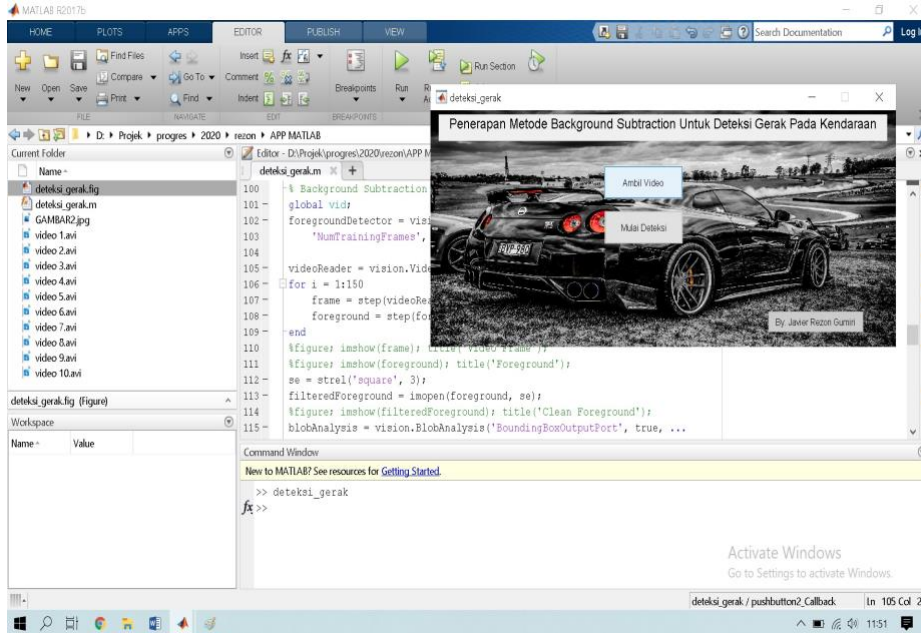 MATLAB R2017b
HOME PLOTS APPS EDITOR PUBLISH VIEW
Search Documentation
Log In
New Open Save
Find Files
Compare
Print
Go To
Find
Insert
Comment
Indent
Breakpoints
Run
Run Section
FILE NAVIGATE EDIT BREAKPOINTS
D: Projek progres 2020 rezon APP MATLAB
Current Folder
Name
deteksi_gerak.fig
deteksi_gerak.m
GAMBAR2.jpg
video 1.avi
video 2.avi
video 3.avi
video 4.avi
video 5.avi
video 6.avi
video 7.avi
video 8.avi
video 9.avi
video 10.avi
deteksi_gerak.fig (Figure)
Workspace
Name Value
Editor - D:\Projek\progres\2020\rezon\APP M
deteksi_gerak.m
100 % Background Subtraction
101 global vid;
102 foregroundDetector = visi
103 'NumTrainingFrames',
104
105 videoReader = vision.Vide
106 for i = 1:150
107 frame = step(videoRea
108 foreground = step(for
109 end
110 %figure; imshow(frame); title('Video Frame');
111 %figure; imshow(foreground); title('Foreground');
112 se = strel('square', 3);
113 filteredForeground = imopen(foreground, se);
114 %figure; imshow(filteredForeground); title('Clean Foreground');
115 blobAnalysis = vision.BlobAnalysis('BoundingBoxOutputPort', true, ...
deteksi_gerak
Penerapan Metode Background Subtraction Untuk Deteksi Gerak Pada Kendaraan
Ambil Video
Mulai Deteksi
By. Javier Rezon Gumiri
Command Window
New to MATLAB? See resources for Getting Started.
>> deteksi_gerak
fx >>
Activate Windows
Go to Settings to activate Windows.
deteksi_gerak / pushbutton2_Callback
Ln 105 Col 2
11:51